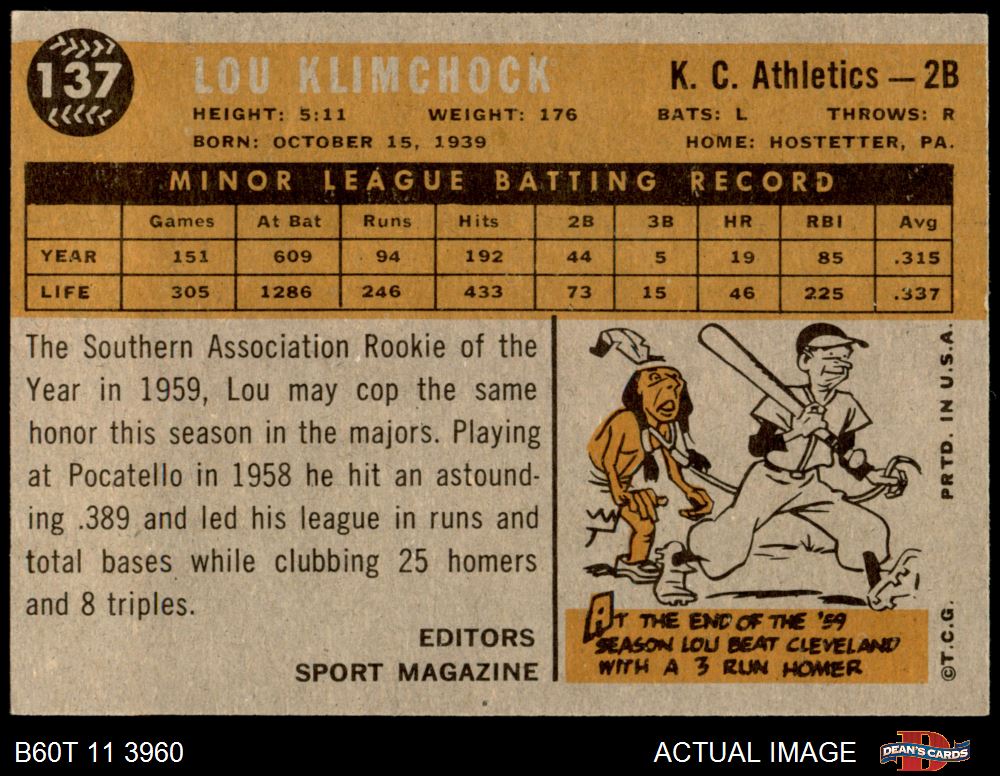 137
LOU KLIMCHOCK
K. C. Athletics — 2B
HEIGHT: 5:11 WEIGHT: 176 BATS: L THROWS: R
BORN: OCTOBER 15, 1939 HOME: HOSTETTER, PA.
MINOR LEAGUE BATTING RECORD
Games At Bat Runs Hits 2B 3B HR RBI Avg
YEAR 151 609 94 192 44 5 19 85 .315
LIFE 305 1286 246 433 73 15 46 225 .337
The Southern Association Rookie of the
Year in 1959, Lou may cop the same
honor this season in the majors. Playing
at Pocatello in 1958 he hit an astound-
ing .389 and led his league in runs and
total bases while clubbing 25 homers
and 8 triples.
EDITORS
SPORT MAGAZINE
AT THE END OF THE '59
SEASON LOU BEAT CLEVELAND
WITH A 3 RUN HOMER
©T.C.G. PRTD. IN U.S.A.
B60T 11 3960
ACTUAL IMAGE
DEAN'S CARDS